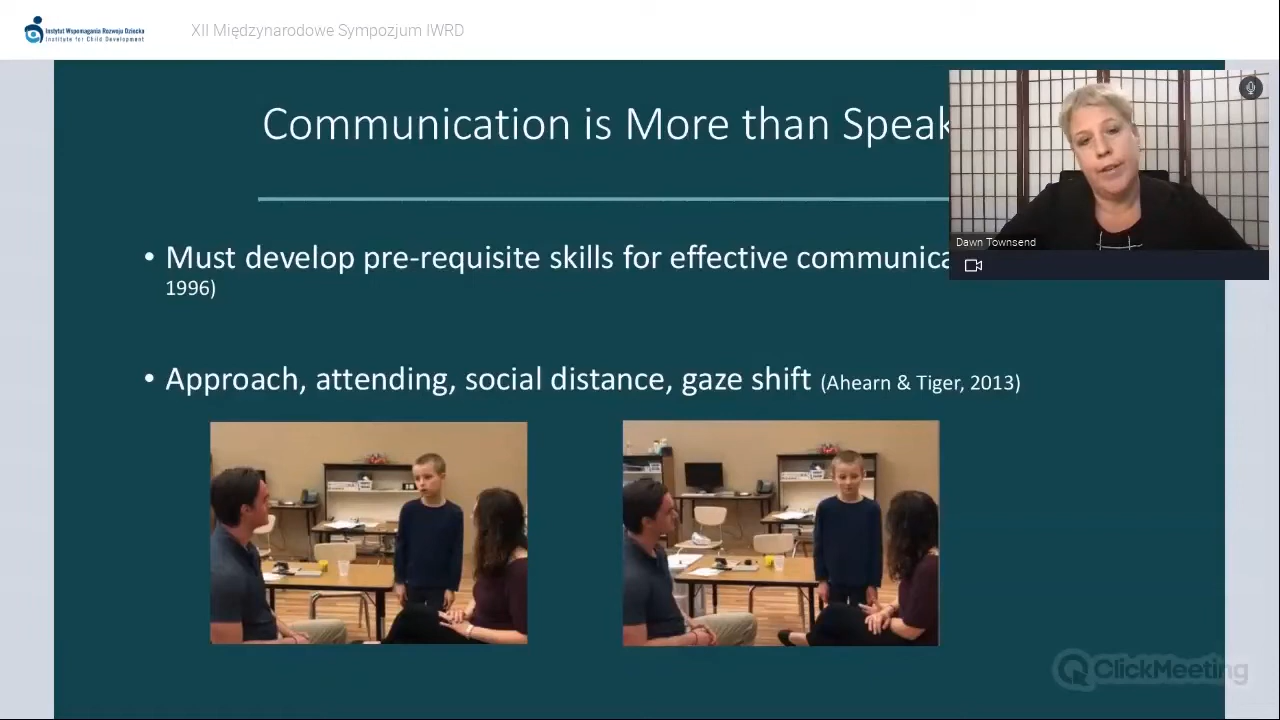 Instytut Wspomagania Rozwoju Dziecka
Institute for Child Development
XII Międzynarodowe Sympozjum IWRD
Communication is More than Speak
Dawn Townsend
• Must develop pre-requisite skills for effective communica
1996)
• Approach, attending, social distance, gaze shift (Ahearn & Tiger, 2013)
ClickMeeting